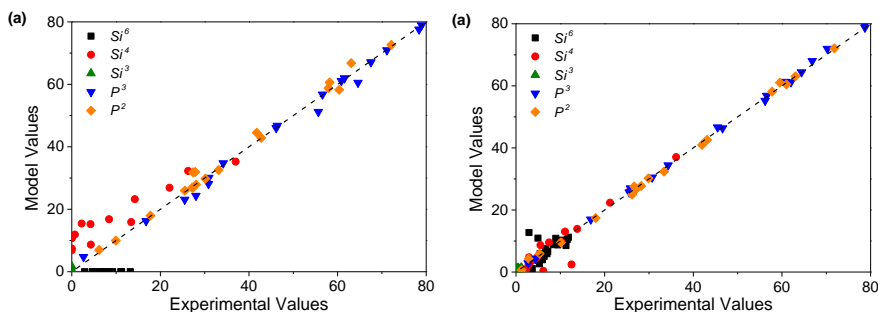 (a)
80
60
40
20
0
Model Values
Si⁶
Si⁴
Si³
P³
P²
0 20 40 60 80
Experimental Values
(a)
80
60
40
20
0
Model Values
Si⁶
Si⁴
Si³
P³
P²
0 20 40 60 80
Experimental Values